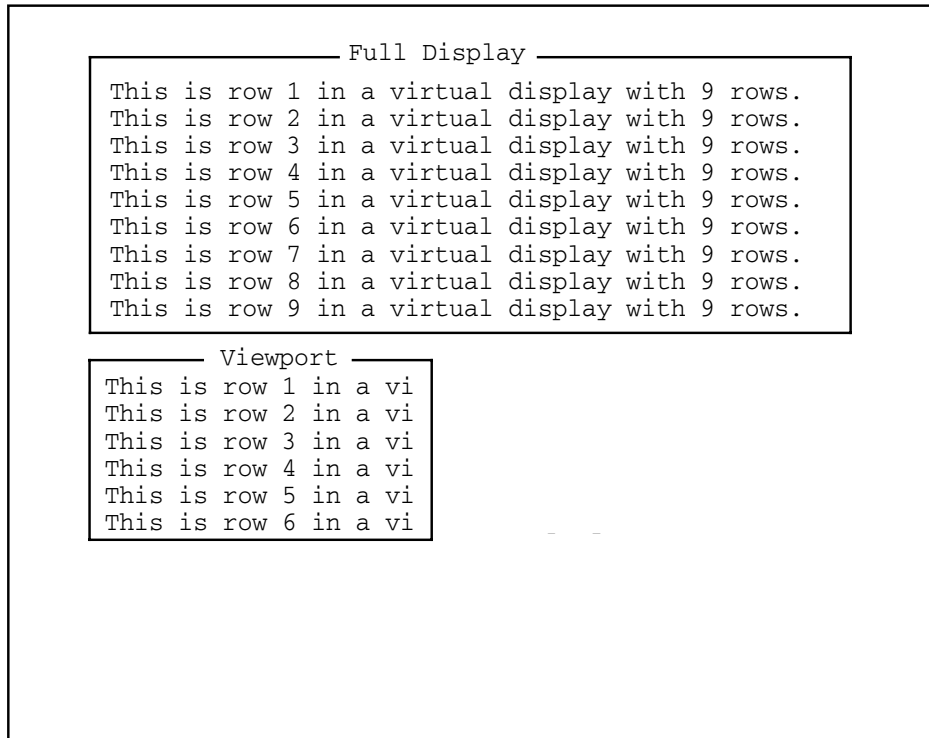 Full Display
This is row 1 in a virtual display with 9 rows.
This is row 2 in a virtual display with 9 rows.
This is row 3 in a virtual display with 9 rows.
This is row 4 in a virtual display with 9 rows.
This is row 5 in a virtual display with 9 rows.
This is row 6 in a virtual display with 9 rows.
This is row 7 in a virtual display with 9 rows.
This is row 8 in a virtual display with 9 rows.
This is row 9 in a virtual display with 9 rows.
Viewport
This is row 1 in a vi
This is row 2 in a vi
This is row 3 in a vi
This is row 4 in a vi
This is row 5 in a vi
This is row 6 in a vi